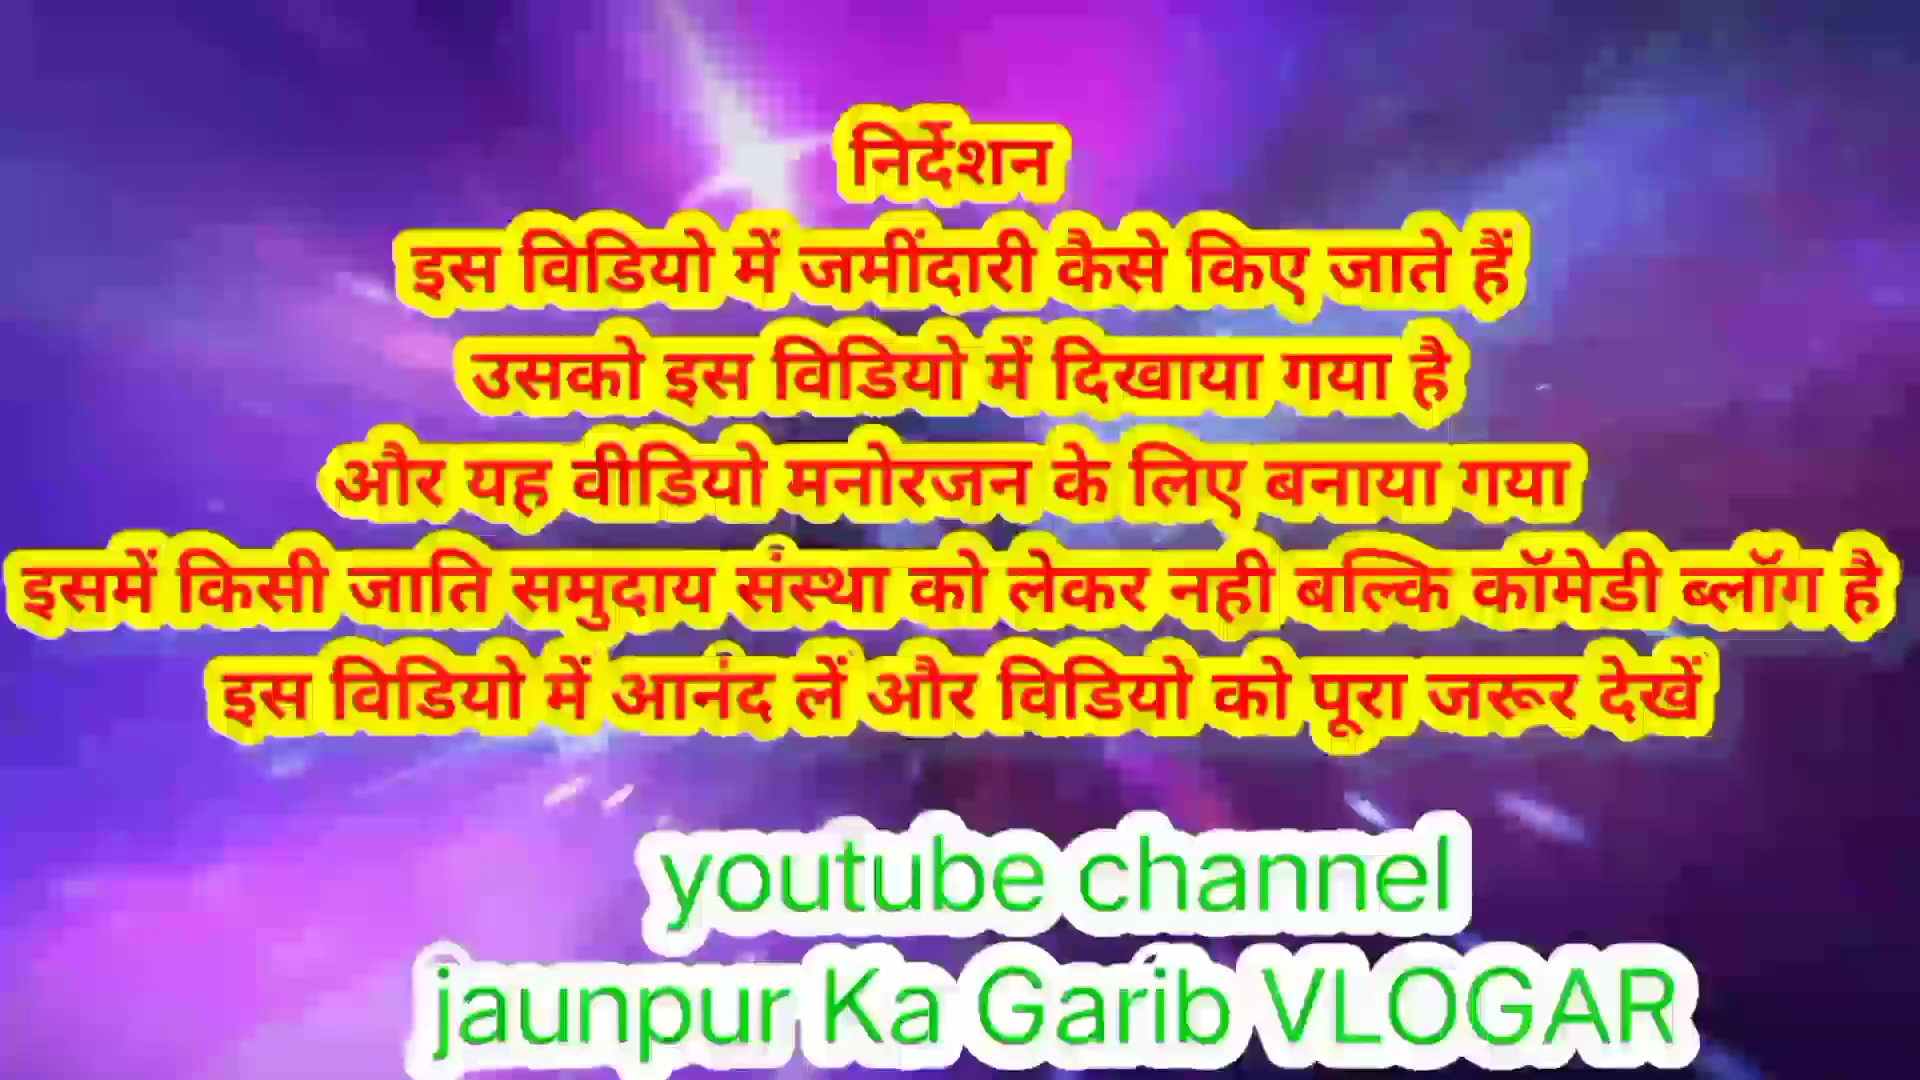 निर्देशन
इस विडियो में जमींदारी कैसे किए जाते हैं
उसको इस विडियो में दिखाया गया है
और यह वीडियो मनोरजन के लिए बनाया गया
इसमें किसी जाति समुदाय संस्था को लेकर नही बल्कि कॉमेडी ब्लॉग है
इस विडियो में आनंद लें और विडियो को पूरा जरूर देखें
youtube channel
jaunpur Ka Garib VLOGAR